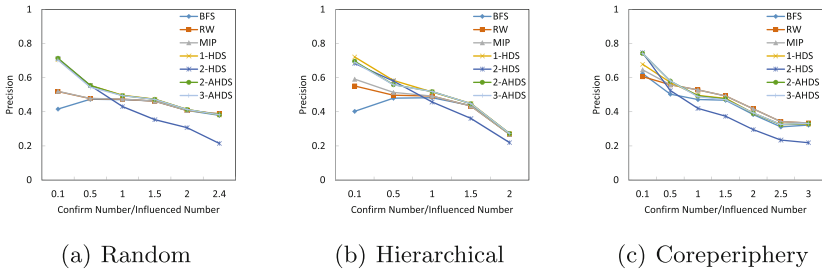 1
0.8
0.6
0.4
0.2
0
Precision
0.1 0.5 1 1.5 2 2.4
Confirm Number/Influenced Number
BFS
RW
MIP
1-HDS
2-HDS
2-AHDS
3-AHDS
(a) Random
1
0.8
0.6
0.4
0.2
0
Precision
0.1 0.5 1 1.5 2
Confirm Number/Influenced Number
BFS
RW
MIP
1-HDS
2-HDS
2-AHDS
3-AHDS
(b) Hierarchical
1
0.8
0.6
0.4
0.2
0
Precision
0.1 0.5 1 1.5 2 2.5 3
Confirm Number/Influenced Number
BFS
RW
MIP
1-HDS
2-HDS
2-AHDS
3-AHDS
(c) Coreperiphery